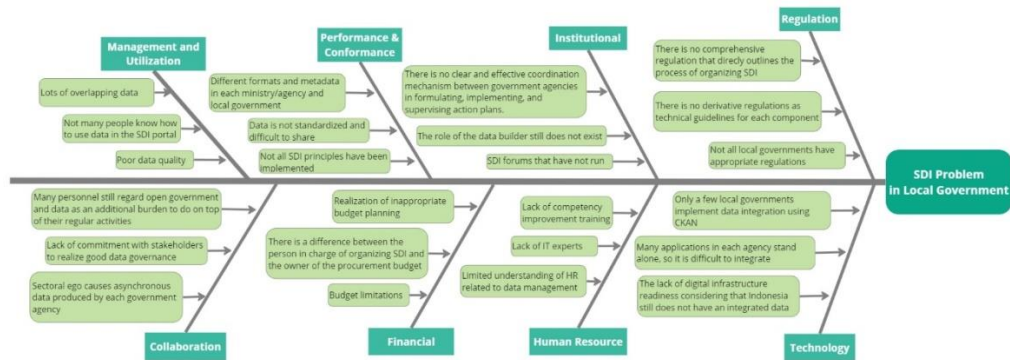 Management and
Utilization
Lots of overlapping data
Not many people know how
to use data in the SDI portal
Poor data quality
Performance &
Conformance
Different formats and metadata
in each ministry/agency and
local government
Data is not standardized and
difficult to share
Not all SDI principles have been
implemented
Institutional
There is no clear and effective coordination
mechanism between government agencies
in formulating, implementing, and
supervising action plans.
The role of the data builder still does not exist
SDI forums that have not run
Regulation
There is no comprehensive
regulation that direcly outlines the
process of organizing SDI
There is no derivative regulations as
technical guidelines for each component
Not all local governments have
appropriate regulations
SDI Problem
in Local Government
Many personnel still regard open government
and data as an additional burden to do on top
of their regular activities
Lack of commitment with stakeholders
to realize good data governance
Sectoral ego causes asynchronous
data produced by each government
agency
Collaboration
Realization of inappropriate
budget planning
There is a difference between the
person in charge of organizing SDI and
the owner of the procurement budget
Budget limitations
Financial
Lack of competency
improvement training
Lack of IT experts
Limited understanding of HR
related to data management
Human Resource
Only a few local governments
implement data integration using
CKAN
Many applications in each agency stand
alone, so it is difficult to integrate
The lack of digital infrastructure
readiness considering that Indonesia
still does not have an integrated data
Technology